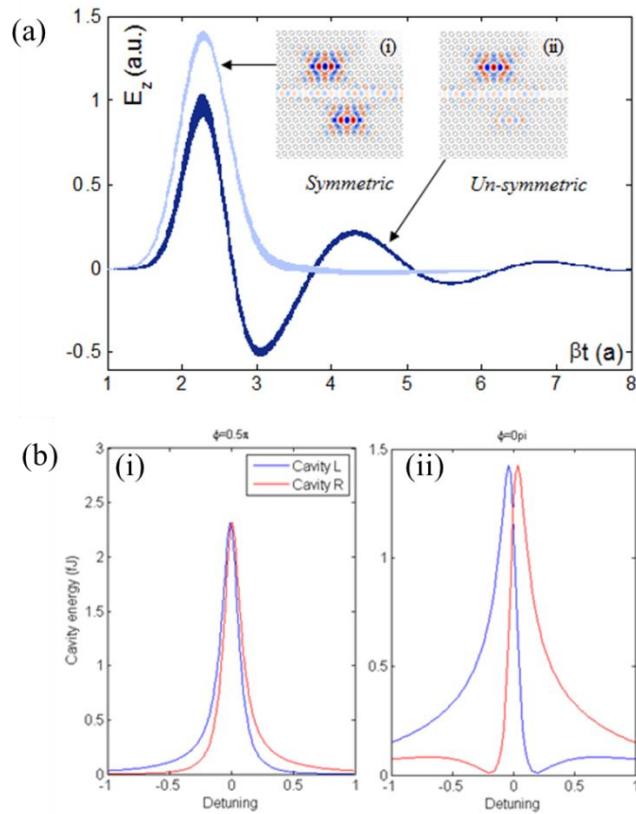 (a)
E_z (a.u.)
1.5
1
0.5
0
-0.5
(i)
(ii)
Symmetric
Un-symmetric
βt (a)
1 2 3 4 5 6 7 8
(b)
ϕ=0.5π
(i)
Cavity L
Cavity R
Cavity energy (fJ)
3
2.5
2
1.5
1
0.5
0
-1 -0.5 0 0.5 1
Detuning
ϕ=0pi
(ii)
1.5
1
0.5
0
-1 -0.5 0 0.5 1
Detuning